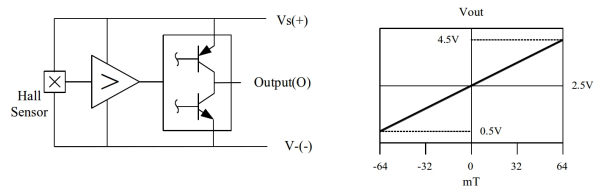 Vs(+)
Hall
Sensor
>
Output(O)
V-(-)
Vout
4.5V
2.5V
0.5V
-64 -32 0 32 64
mT